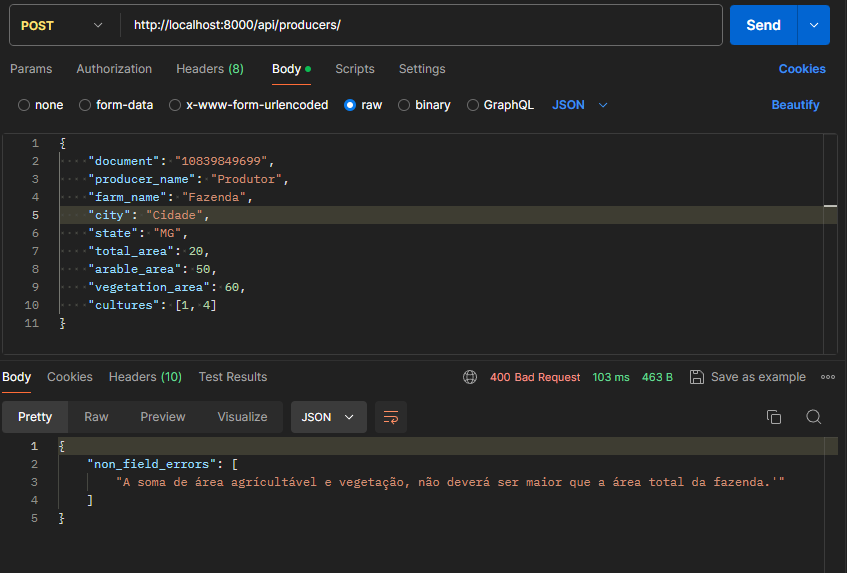 POST http://localhost:8000/api/producers/ Send
Params Authorization Headers (8) Body Scripts Settings Cookies
none form-data x-www-form-urlencoded raw binary GraphQL JSON Beautify
1 {
2 ····"document":·"10839849699",
3 ····"producer_name":·"Produtor",
4 ····"farm_name":·"Fazenda",
5 ····"city":·"Cidade",
6 ····"state":·"MG",
7 ····"total_area":·20,
8 ····"arable_area":·50,
9 ····"vegetation_area":·60,
10 ····"cultures":·[1,·4]
11 }
Body Cookies Headers (10) Test Results 400 Bad Request 103 ms 463 B Save as example
Pretty Raw Preview Visualize JSON
1 {
2 "non_field_errors": [
3 "A soma de área agrícultável e vegetação, não deverá ser maior que a área total da fazenda.'"
4 ]
5 }